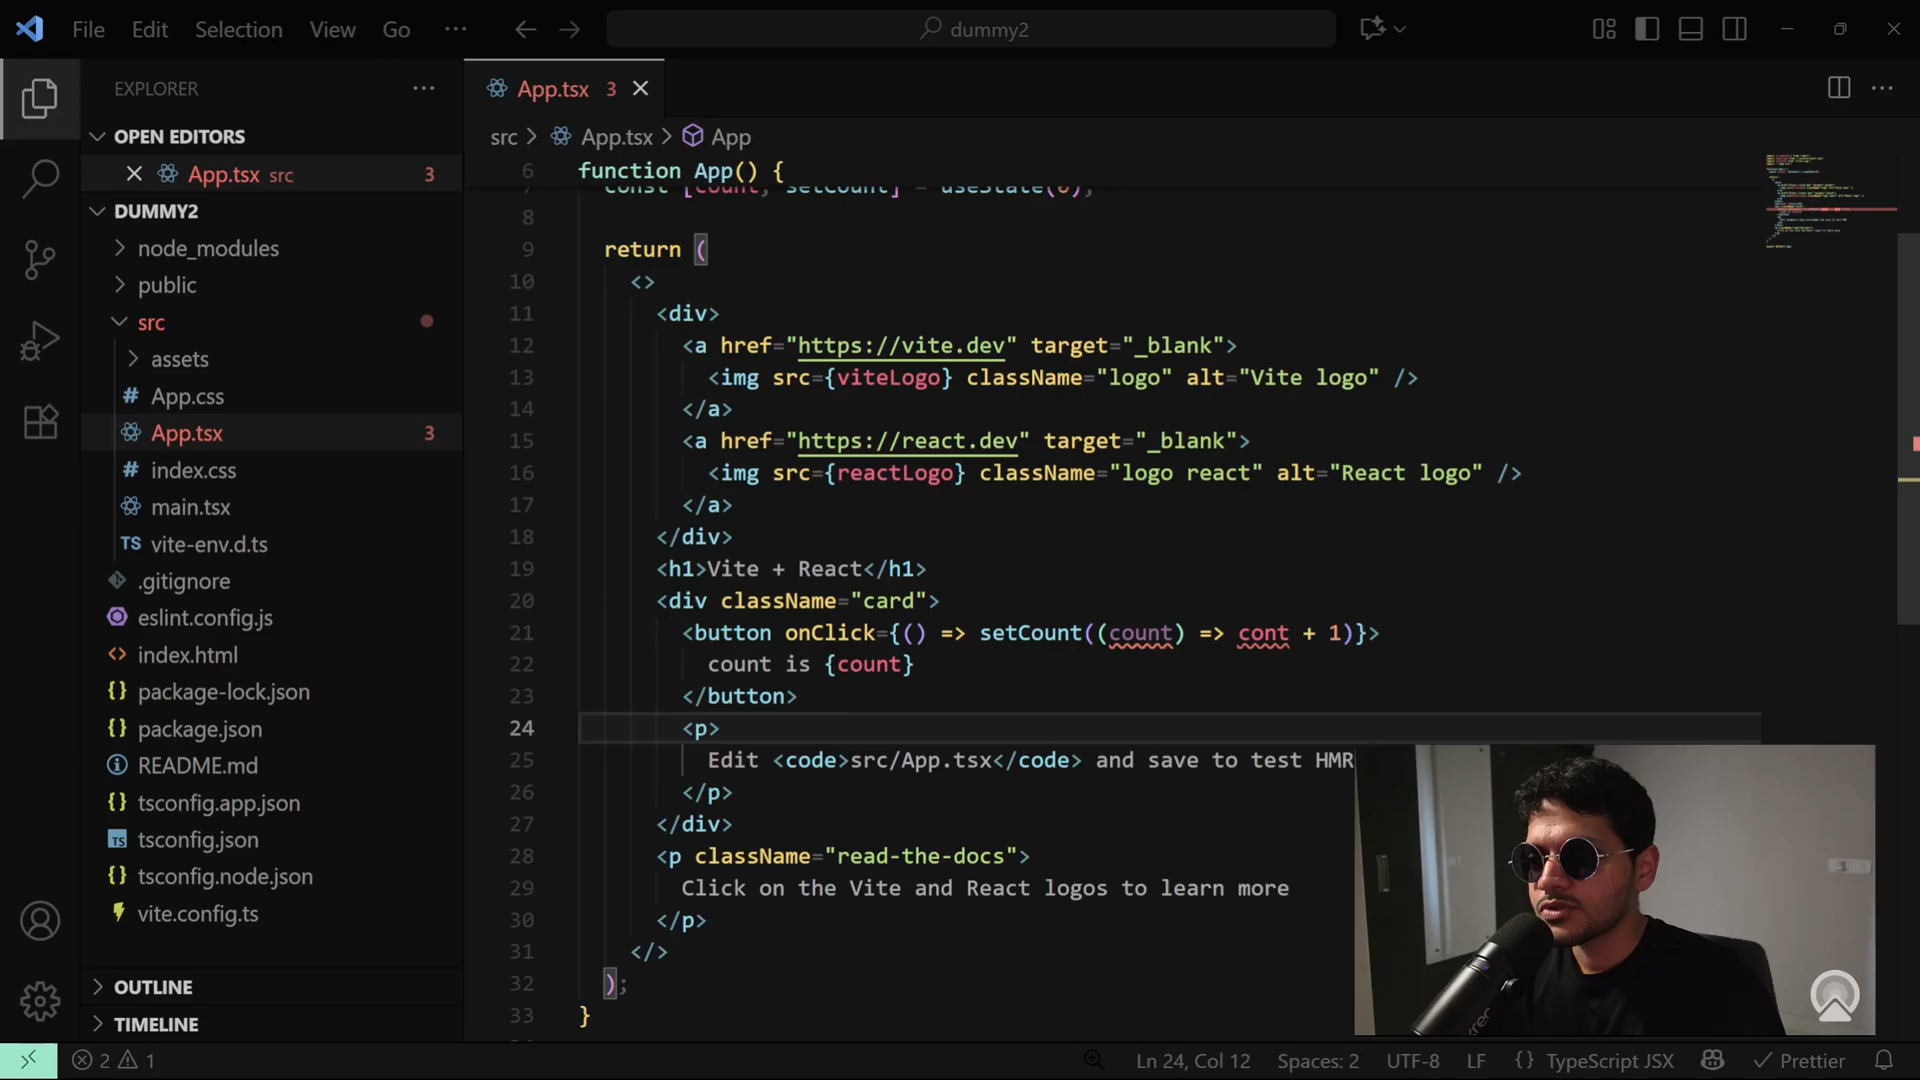 File Edit Selection View Go ··· dummy2
EXPLORER ···
OPEN EDITORS
App.tsx src 3
DUMMY2
node_modules
public
src
assets
# App.css
App.tsx 3
# index.css
main.tsx
TS vite-env.d.ts
.gitignore
eslint.config.js
<> index.html
{} package-lock.json
{} package.json
README.md
{} tsconfig.app.json
TS tsconfig.json
{} tsconfig.node.json
vite.config.ts
OUTLINE
TIMELINE
App.tsx 3
src > App.tsx > App
6 function App() {
7 const [count, setCount] = useState(0);
8
9 return (
10 <>
11 <div>
12 <a href="https://vite.dev" target="_blank">
13 <img src={viteLogo} className="logo" alt="Vite logo" />
14 </a>
15 <a href="https://react.dev" target="_blank">
16 <img src={reactLogo} className="logo react" alt="React logo" />
17 </a>
18 </div>
19 <h1>Vite + React</h1>
20 <div className="card">
21 <button onClick={() => setCount((count) => cont + 1)}>
22 count is {count}
23 </button>
24 <p>
25 Edit <code>src/App.tsx</code> and save to test HMR
26 </p>
27 </div>
28 <p className="read-the-docs">
29 Click on the Vite and React logos to learn more
30 </p>
31 </>
32 );
33 }
2 1 Ln 24, Col 12 Spaces: 2 UTF-8 LF {} TypeScript JSX Prettier